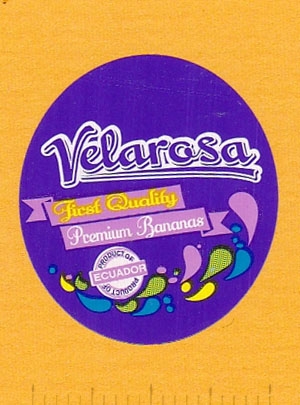 Velarosa
First Quality
Premium Bananas
PRODUCT OF
ECUADOR
PRODUCT OF